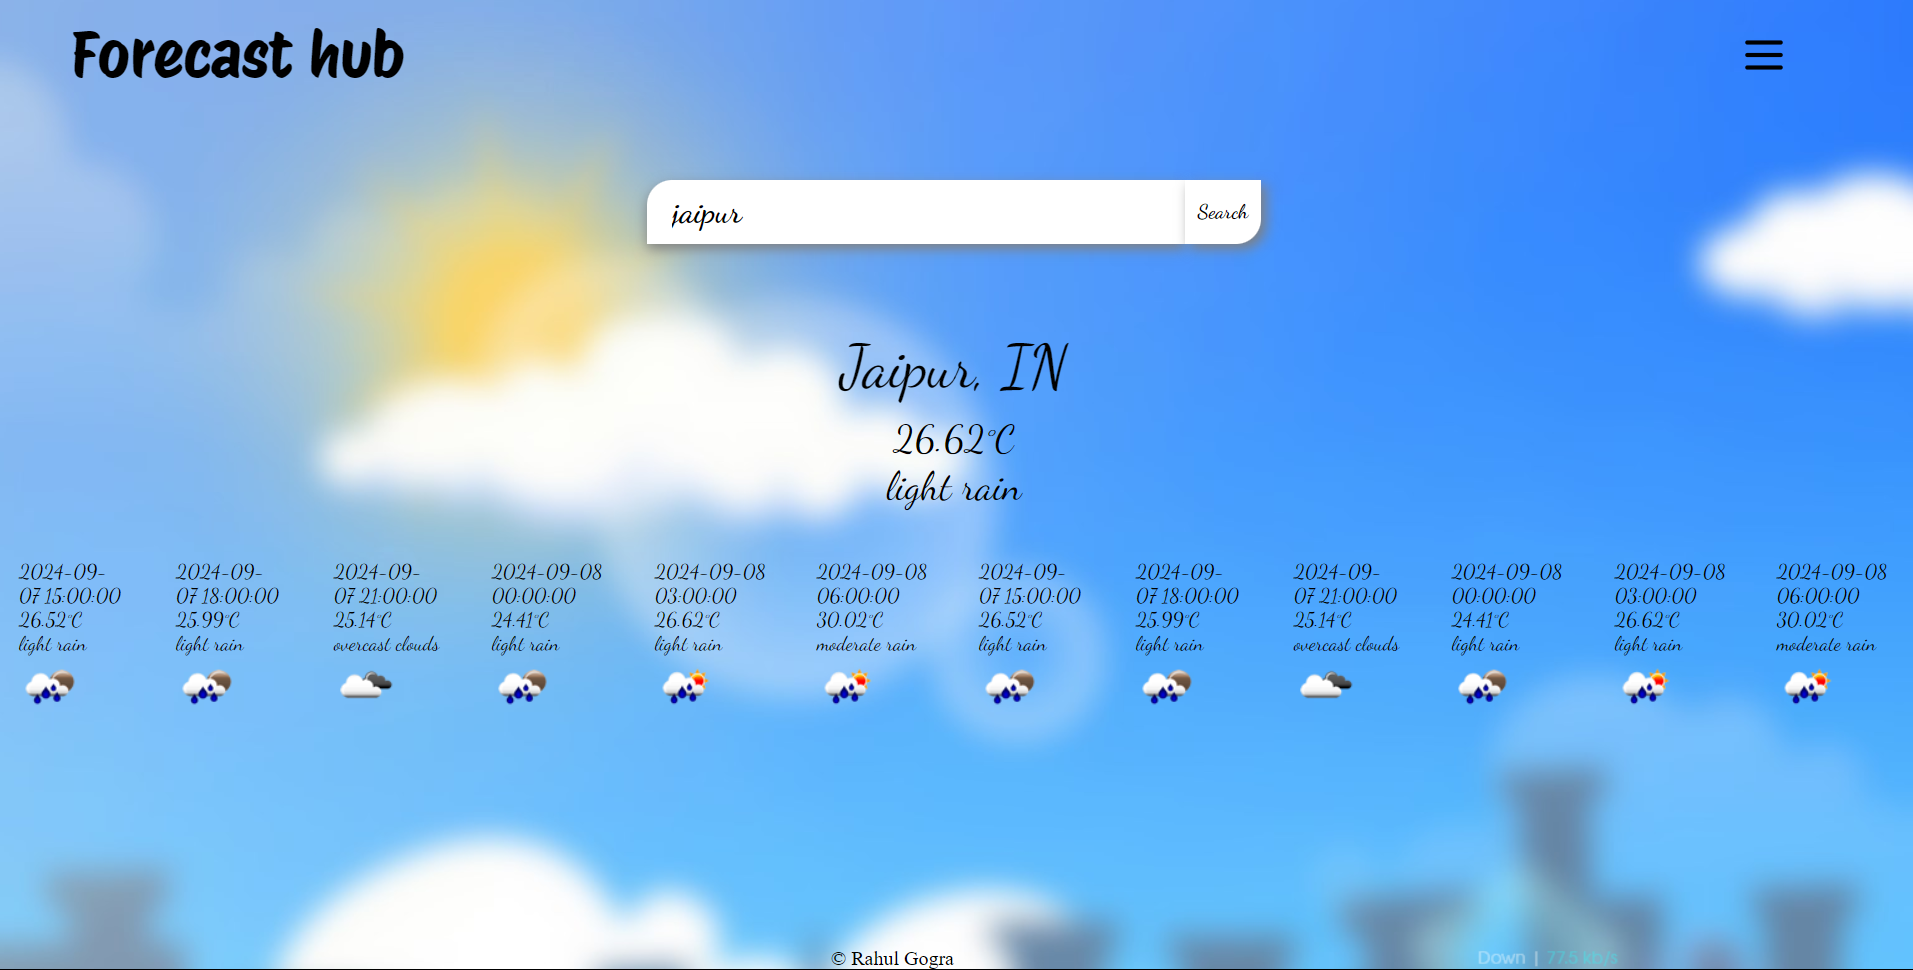 Forecast hub
jaipur
Search
Jaipur, IN
26.62°C
light rain
2024-09-
07 15:00:00
26.52°C
light rain
2024-09-
07 18:00:00
25.99°C
light rain
2024-09-
07 21:00:00
25.14°C
overcast clouds
2024-09-08
00:00:00
24.41°C
light rain
2024-09-08
03:00:00
26.62°C
light rain
2024-09-08
06:00:00
30.02°C
moderate rain
2024-09-
07 15:00:00
26.52°C
light rain
2024-09-
07 18:00:00
25.99°C
light rain
2024-09-
07 21:00:00
25.14°C
overcast clouds
2024-09-08
00:00:00
24.41°C
light rain
2024-09-08
03:00:00
26.62°C
light rain
2024-09-08
06:00:00
30.02°C
moderate rain
© Rahul Gogra
Down | 77.5 kb/s